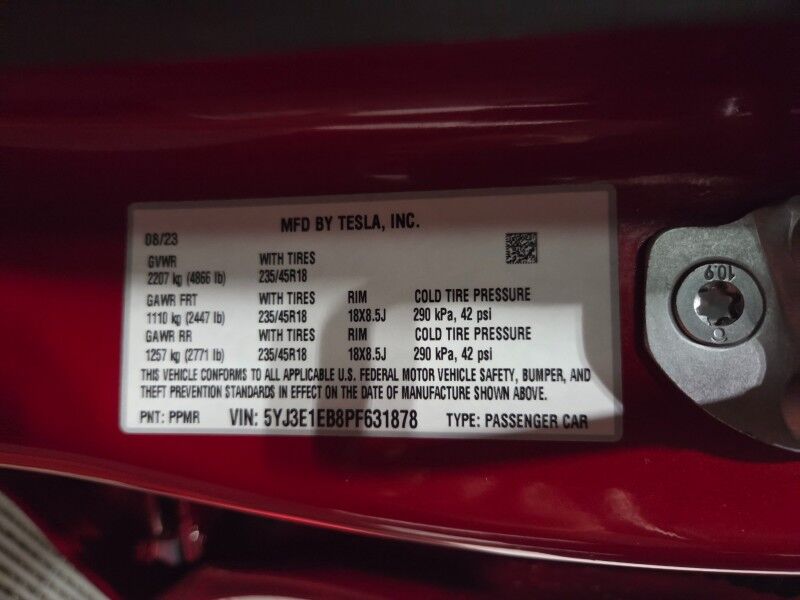 MFD BY TESLA, INC.
08/23
GVWR WITH TIRES
2207 kg (4866 lb) 235/45R18
GAWR FRT WITH TIRES RIM COLD TIRE PRESSURE
1110 kg (2447 lb) 235/45R18 18X8.5J 290 kPa, 42 psi
GAWR RR WITH TIRES RIM COLD TIRE PRESSURE
1257 kg (2771 lb) 235/45R18 18X8.5J 290 kPa, 42 psi
THIS VEHICLE CONFORMS TO ALL APPLICABLE U.S. FEDERAL MOTOR VEHICLE SAFETY, BUMPER, AND
THEFT PREVENTION STANDARDS IN EFFECT ON THE DATE OF MANUFACTURE SHOWN ABOVE.
PNT: PPMR VIN: 5YJ3E1EB8PF631878 TYPE: PASSENGER CAR
10.9